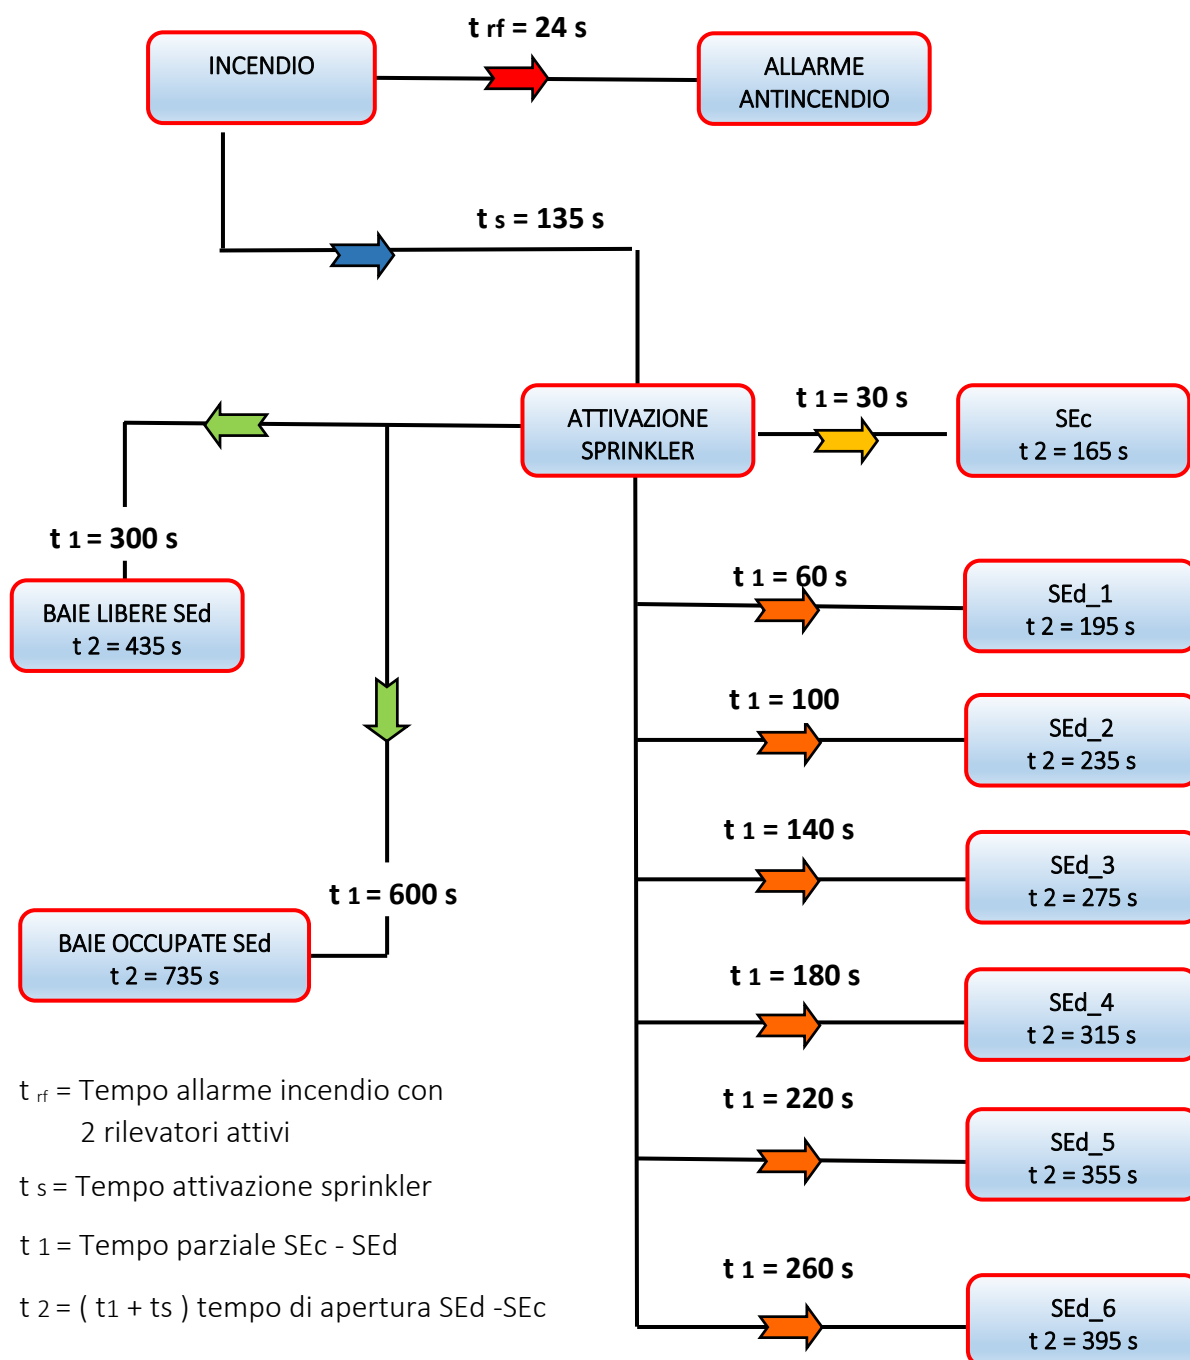 t rf = 24 s
INCENDIO
ALLARME
ANTINCENDIO
t s = 135 s
t 1 = 30 s
ATTIVAZIONE
SPRINKLER
SEc
t 2 = 165 s
t 1 = 300 s
BAIE LIBERE SEd
t 2 = 435 s
t 1 = 60 s
SEd_1
t 2 = 195 s
t 1 = 100
SEd_2
t 2 = 235 s
t 1 = 140 s
SEd_3
t 2 = 275 s
t 1 = 600 s
BAIE OCCUPATE SEd
t 2 = 735 s
t 1 = 180 s
SEd_4
t 2 = 315 s
t 1 = 220 s
SEd_5
t 2 = 355 s
t 1 = 260 s
SEd_6
t 2 = 395 s
t rf = Tempo allarme incendio con
2 rilevatori attivi
t s = Tempo attivazione sprinkler
t 1 = Tempo parziale SEc - SEd
t 2 = ( t1 + ts ) tempo di apertura SEd -SEc